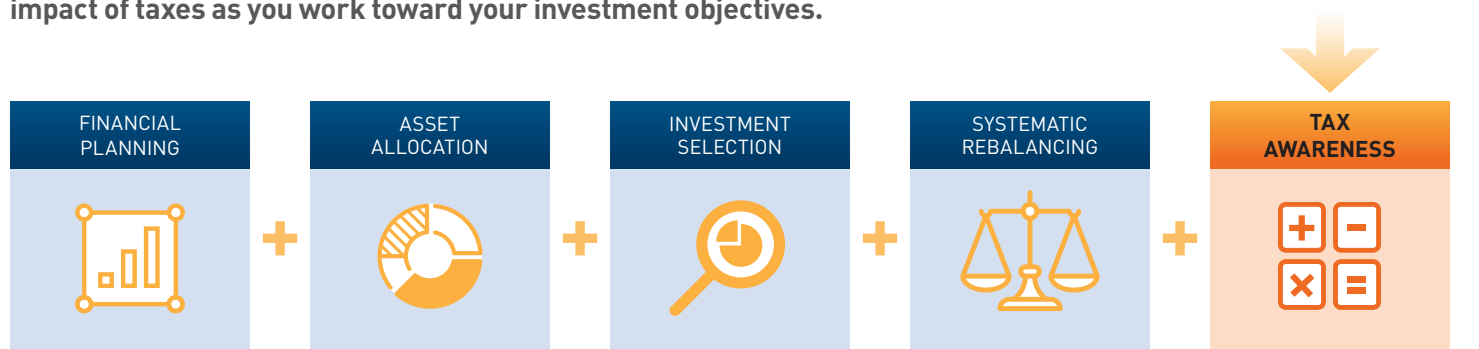 impact of taxes as you work toward your investment objectives.
FINANCIAL
PLANNING
ASSET
ALLOCATION
INVESTMENT
SELECTION
SYSTEMATIC
REBALANCING
TAX
AWARENESS